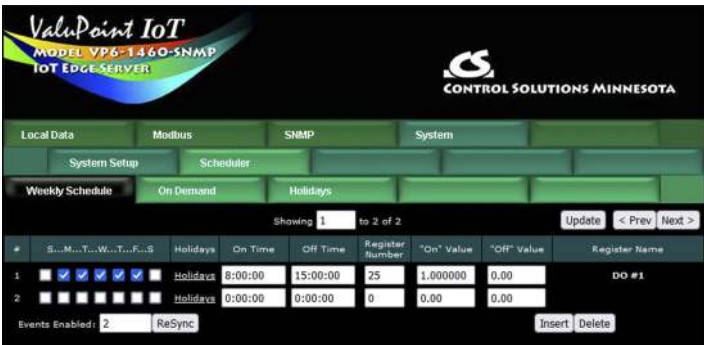 ValuPoint IoT
MODEL VP6-1460-SNMP
IOT EDGE SERVER
CS
CONTROL SOLUTIONS MINNESOTA
Local Data Modbus SNMP System
System Setup Scheduler
Weekly Schedule On Demand Holidays
Showing 1 to 2 of 2 Update < Prev Next >
# S...M...T...W...T...F...S Holidays On Time Off Time Register Number "On" Value "Off" Value Register Name
1 Holidays 8:00:00 15:00:00 25 1.000000 0.00 DO #1
2 Holidays 0:00:00 0:00:00 0 0.00 0.00
Events Enabled: 2 ReSync Insert Delete